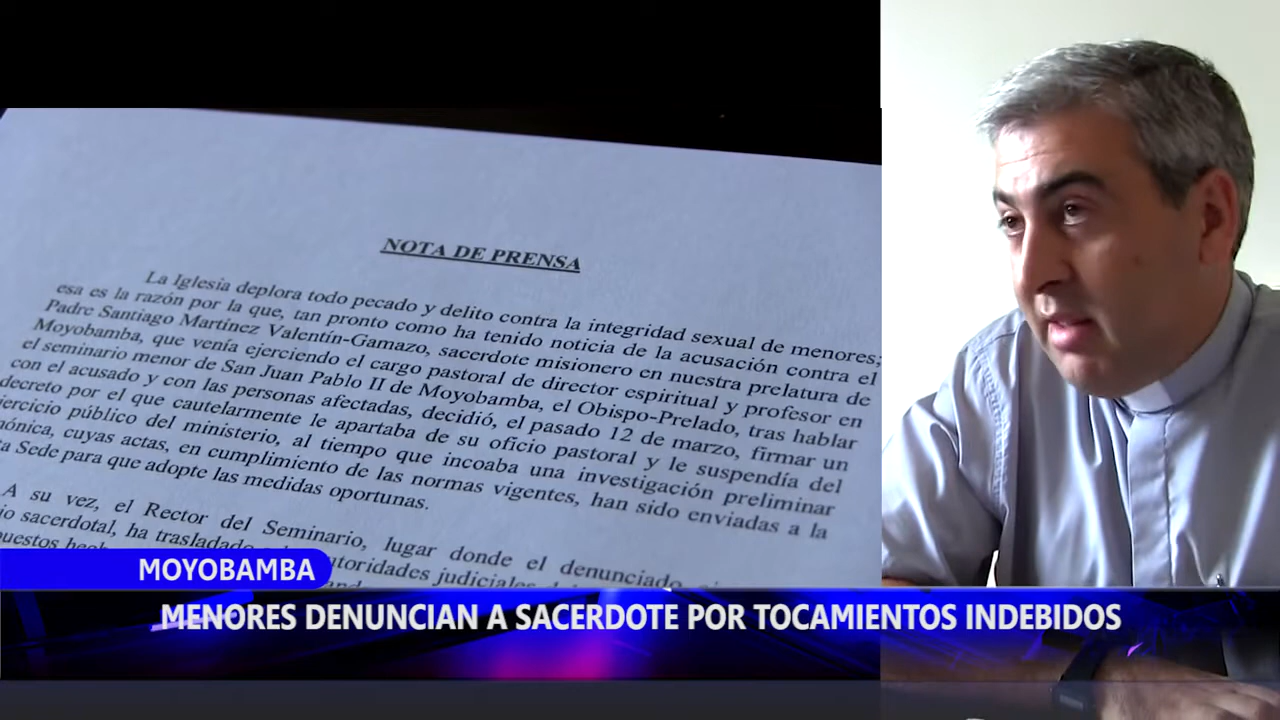 NOTA DE PRENSA
La Iglesia deplora todo pecado y delito contra la integridad sexual de menores;
esa es la razón por la que, tan pronto como ha tenido noticia de la acusación contra el
Padre Santiago Martínez Valentín-Gamazo, sacerdote misionero en nuestra prelatura de
Moyobamba, que venía ejerciendo el cargo pastoral de director espiritual y profesor en
el seminario menor de San Juan Pablo II de Moyobamba, el Obispo-Prelado, tras hablar
con el acusado y con las personas afectadas, decidió, el pasado 12 de marzo, firmar un
decreto por el que cautelarmente le apartaba de su oficio pastoral y le suspendía del
jercicio público del ministerio, al tiempo que incoaba una investigación preliminar
nónica, cuyas actas, en cumplimiento de las normas vigentes, han sido enviadas a la
ta Sede para que adopte las medidas oportunas.
A su vez, el Rector del Seminario, lugar donde el denunciado
io sacerdotal, ha trasladado utoridades judiciales
puestos
MOYOBAMBA
MENORES DENUNCIAN A SACERDOTE POR TOCAMIENTOS INDEBIDOS